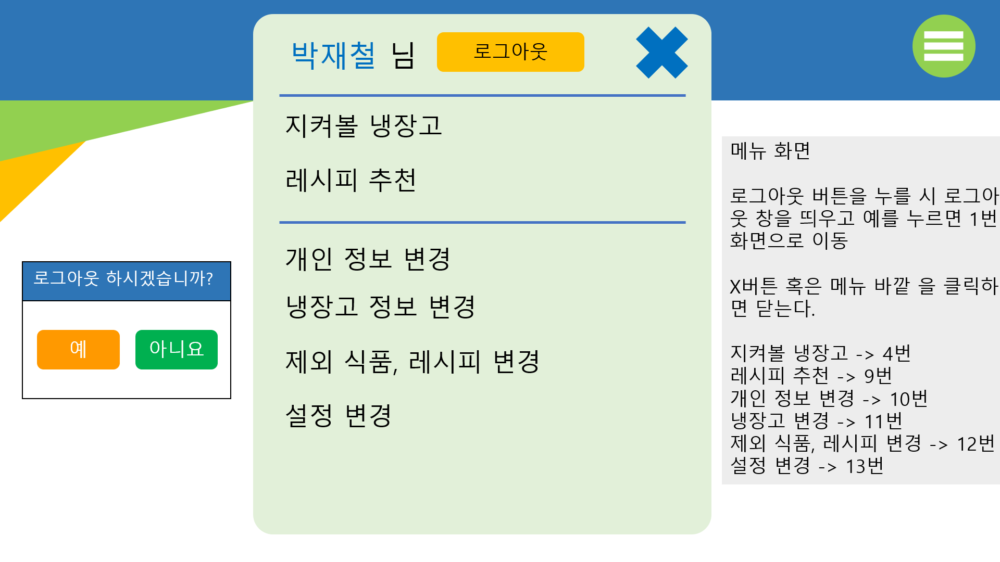 박재철 님
로그아웃
지켜볼 냉장고
레시피 추천
개인 정보 변경
냉장고 정보 변경
제외 식품, 레시피 변경
설정 변경
로그아웃 하시겠습니까?
예
아니요
메뉴 화면
로그아웃 버튼을 누를 시 로그아
웃 창을 띄우고 예를 누르면 1번
화면으로 이동
X버튼 혹은 메뉴 바깥 을 클릭하
면 닫는다.
지켜볼 냉장고 -> 4번
레시피 추천 -> 9번
개인 정보 변경 -> 10번
냉장고 변경 -> 11번
제외 식품, 레시피 변경 -> 12번
설정 변경 -> 13번